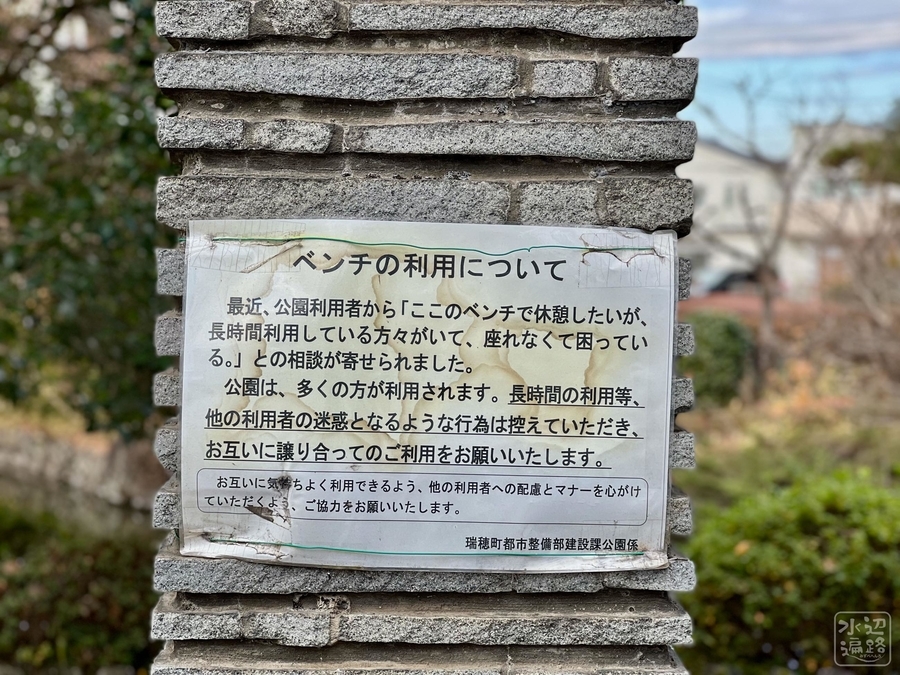 ベンチの利用について
最近、公園利用者から「ここのベンチで休憩したいが、
長時間利用している方々がいて、座れなくて困ってい
る。」との相談が寄せられました。
公園は、多くの方が利用されます。長時間の利用等、
他の利用者の迷惑となるような行為は控えていただき、
お互いに譲り合ってのご利用をお願いいたします。
お互いに気持ちよく利用できるよう、他の利用者への配慮とマナーを心がけ
ていただくよう、ご協力をお願いいたします。
瑞穂町都市整備部建設課公園係
水辺
遍路